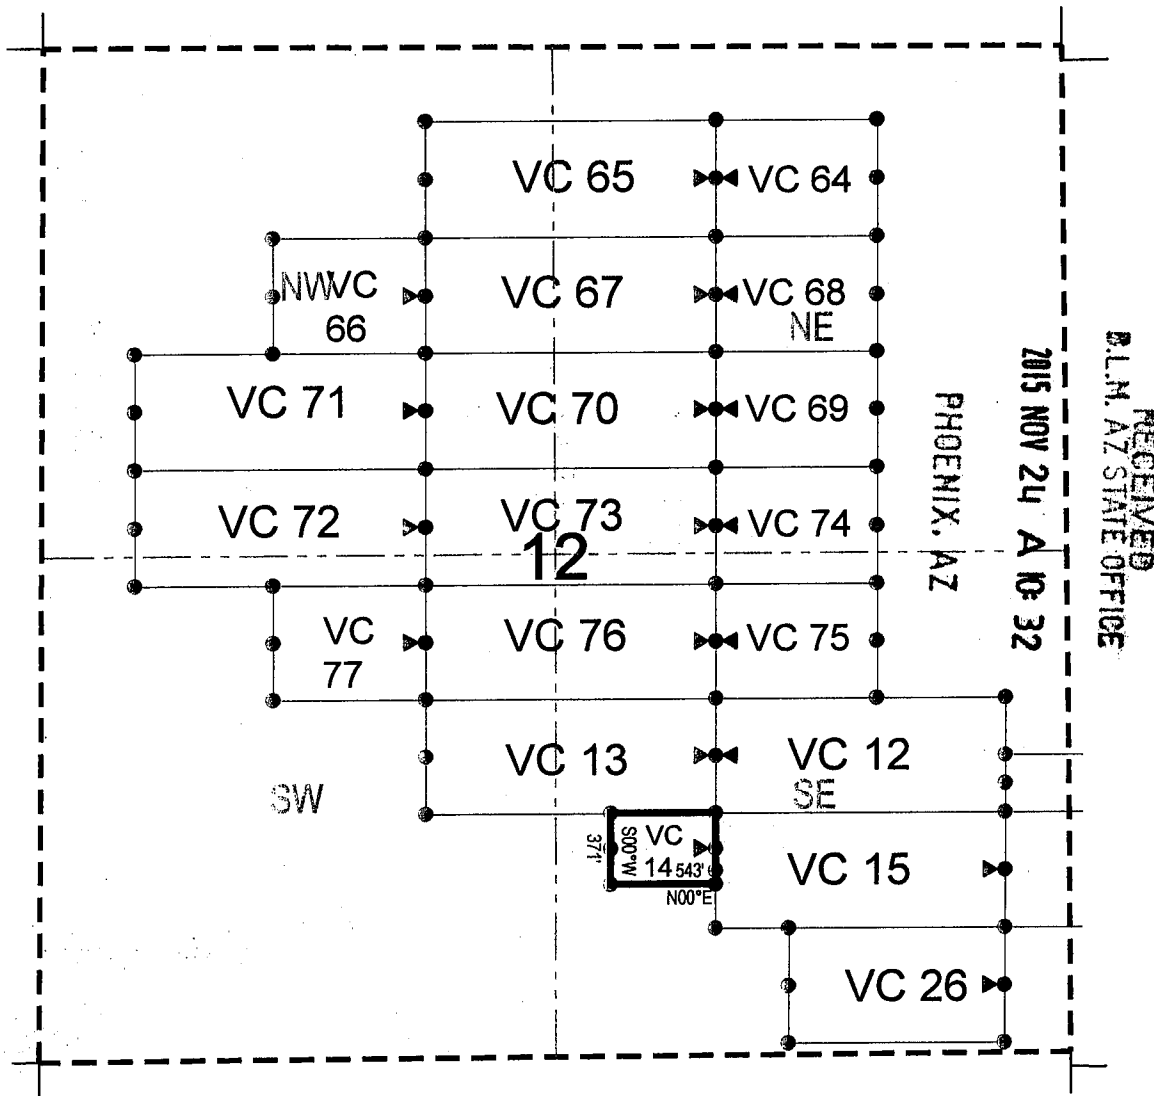 VC 65
VC 64
NW
VC
66
VC 67
VC 68
NE
VC 71
VC 70
VC 69
VC 72
VC 73
VC 74
12
VC
77
VC 76
VC 75
VC 13
VC 12
SW
SE
371'
S00°W
VC
14
543'
N00°E
VC 15
VC 26
RECEIVED
B.L.M. AZ STATE OFFICE
2015 NOV 24 A 10:32
PHOENIX, AZ